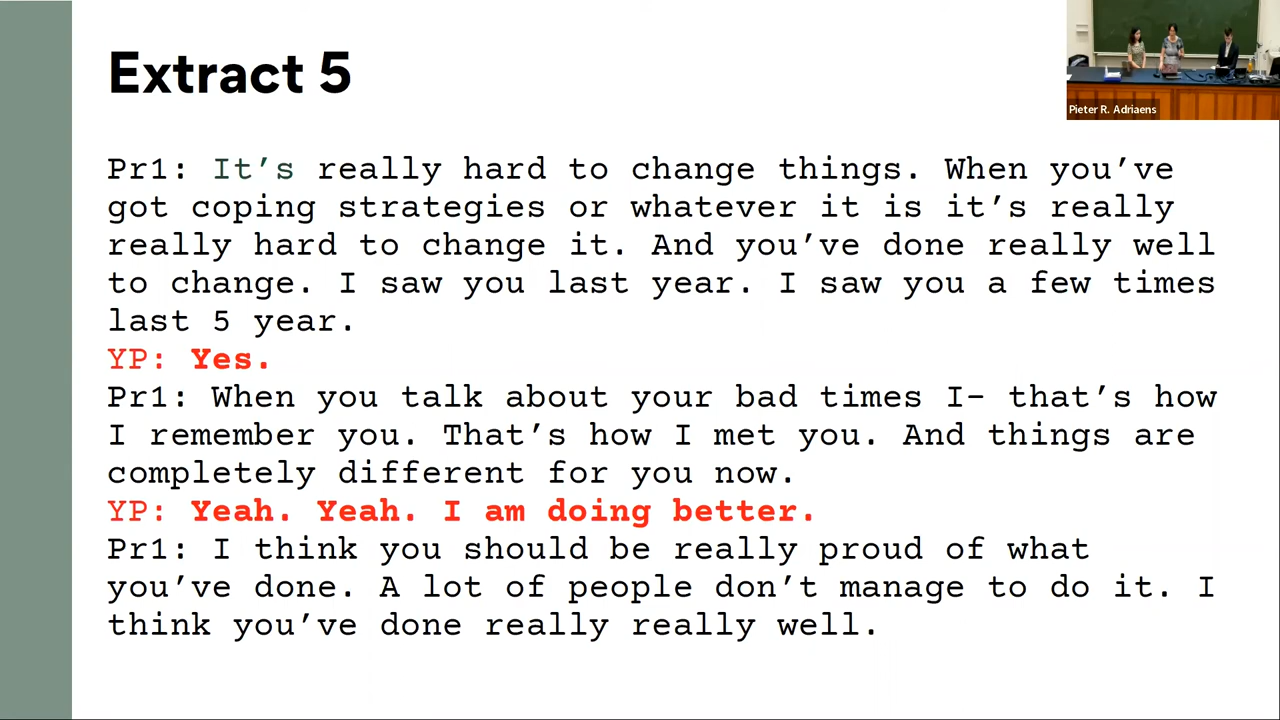 Extract 5
Pieter R. Adriaens
Pr1: It's really hard to change things. When you've
got coping strategies or whatever it is it's really
really hard to change it. And you've done really well
to change. I saw you last year. I saw you a few times
last 5 year.
YP: Yes.
Pr1: When you talk about your bad times I- that's how
I remember you. That's how I met you. And things are
completely different for you now.
YP: Yeah. Yeah. I am doing better.
Pr1: I think you should be really proud of what
you've done. A lot of people don't manage to do it. I
think you've done really really well.